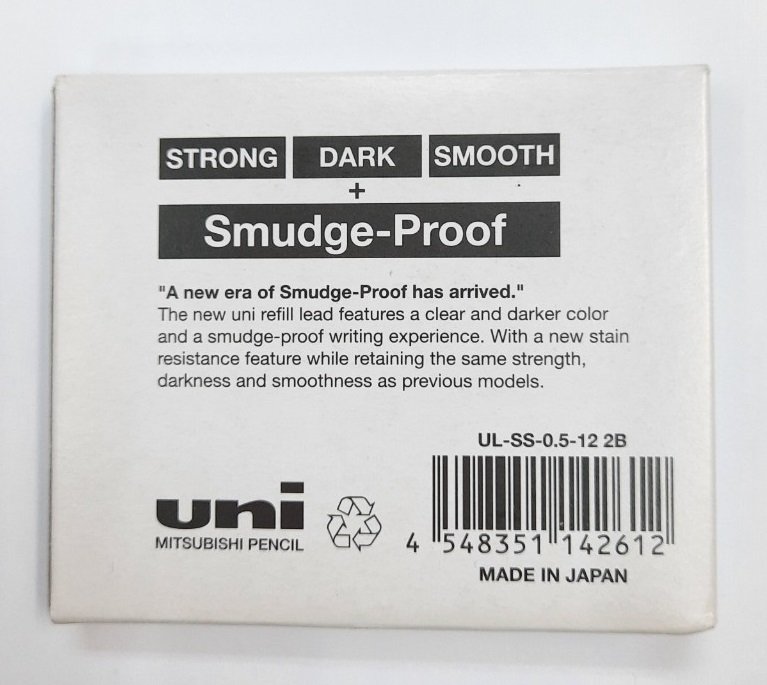 STRONG DARK SMOOTH
+
Smudge-Proof
"A new era of Smudge-Proof has arrived."
The new uni refill lead features a clear and darker color
and a smudge-proof writing experience. With a new stain
resistance feature while retaining the same strength,
darkness and smoothness as previous models.
UL-SS-0.5-12 2B
uni
MITSUBISHI PENCIL
4 548351 142612
MADE IN JAPAN